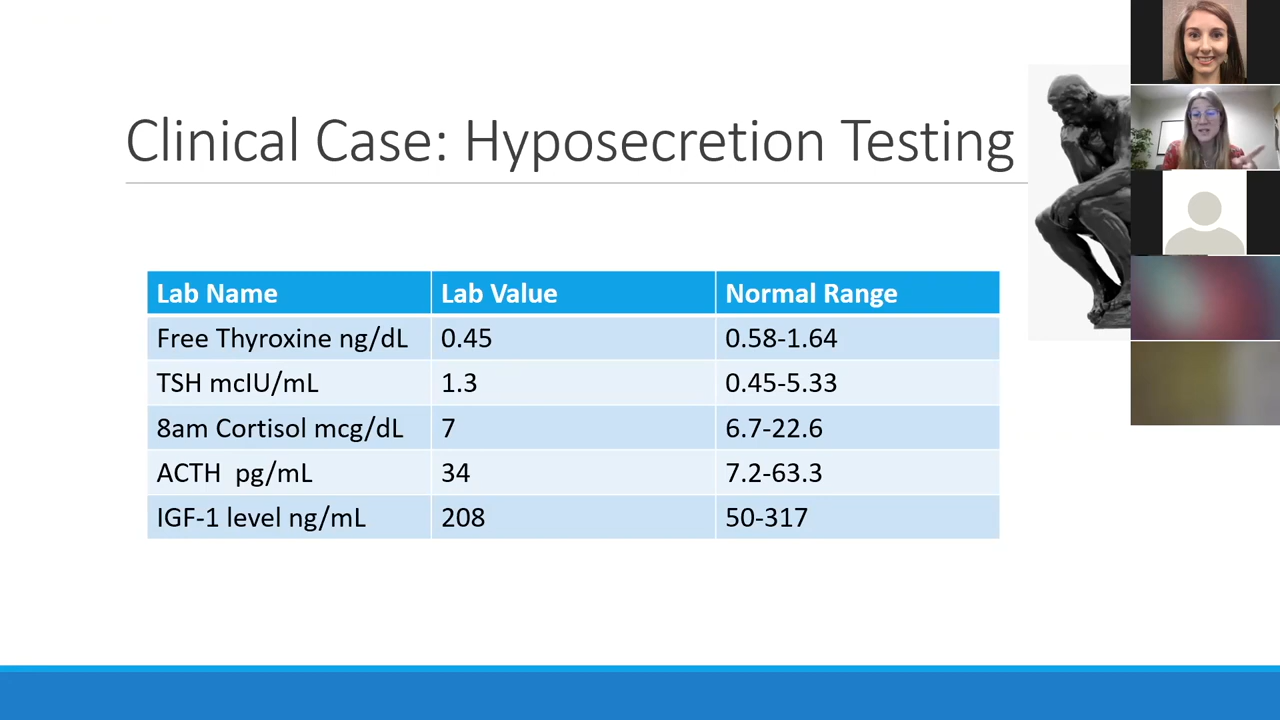 Clinical Case: Hyposecretion Testing
Lab Name Lab Value Normal Range
Free Thyroxine ng/dL 0.45 0.58-1.64
TSH mcIU/mL 1.3 0.45-5.33
8am Cortisol mcg/dL 7 6.7-22.6
ACTH  pg/mL 34 7.2-63.3
IGF-1 level ng/mL 208 50-317